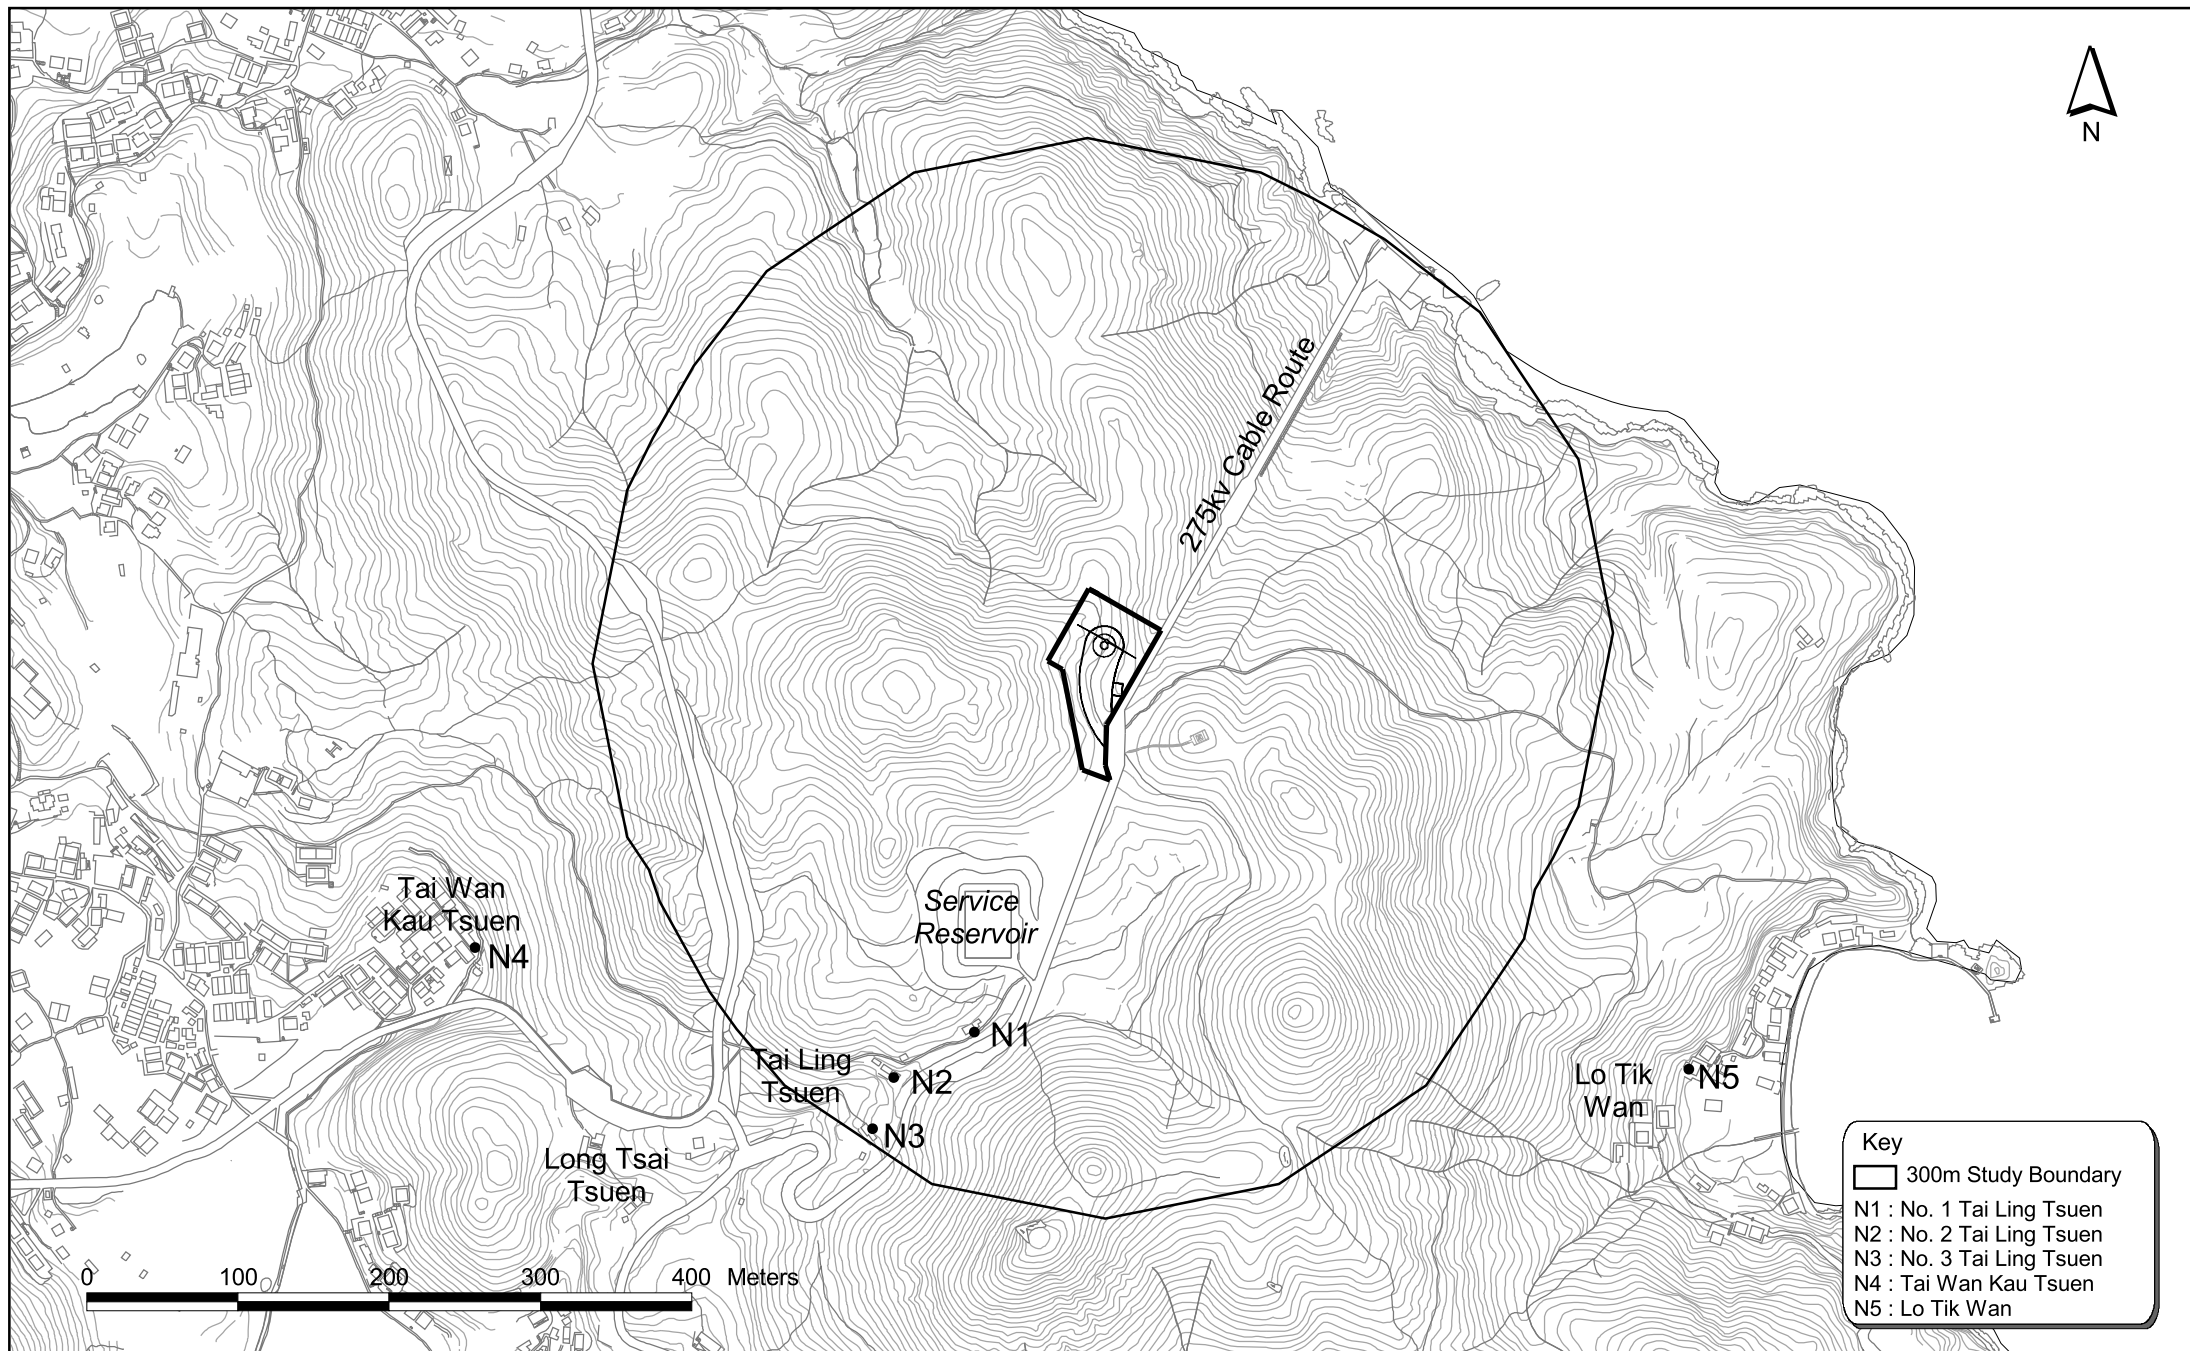 N
275kv Cable Route
Tai Wan
Kau Tsuen
N4
Service
Reservoir
N1
Tai Ling
Tsuen
N2
N3
Long Tsai
Tsuen
Lo Tik
Wan
N5
0 100 200 300 400 Meters
Key
300m Study Boundary
N1 : No. 1 Tai Ling Tsuen
N2 : No. 2 Tai Ling Tsuen
N3 : No. 3 Tai Ling Tsuen
N4 : Tai Wan Kau Tsuen
N5 : Lo Tik Wan